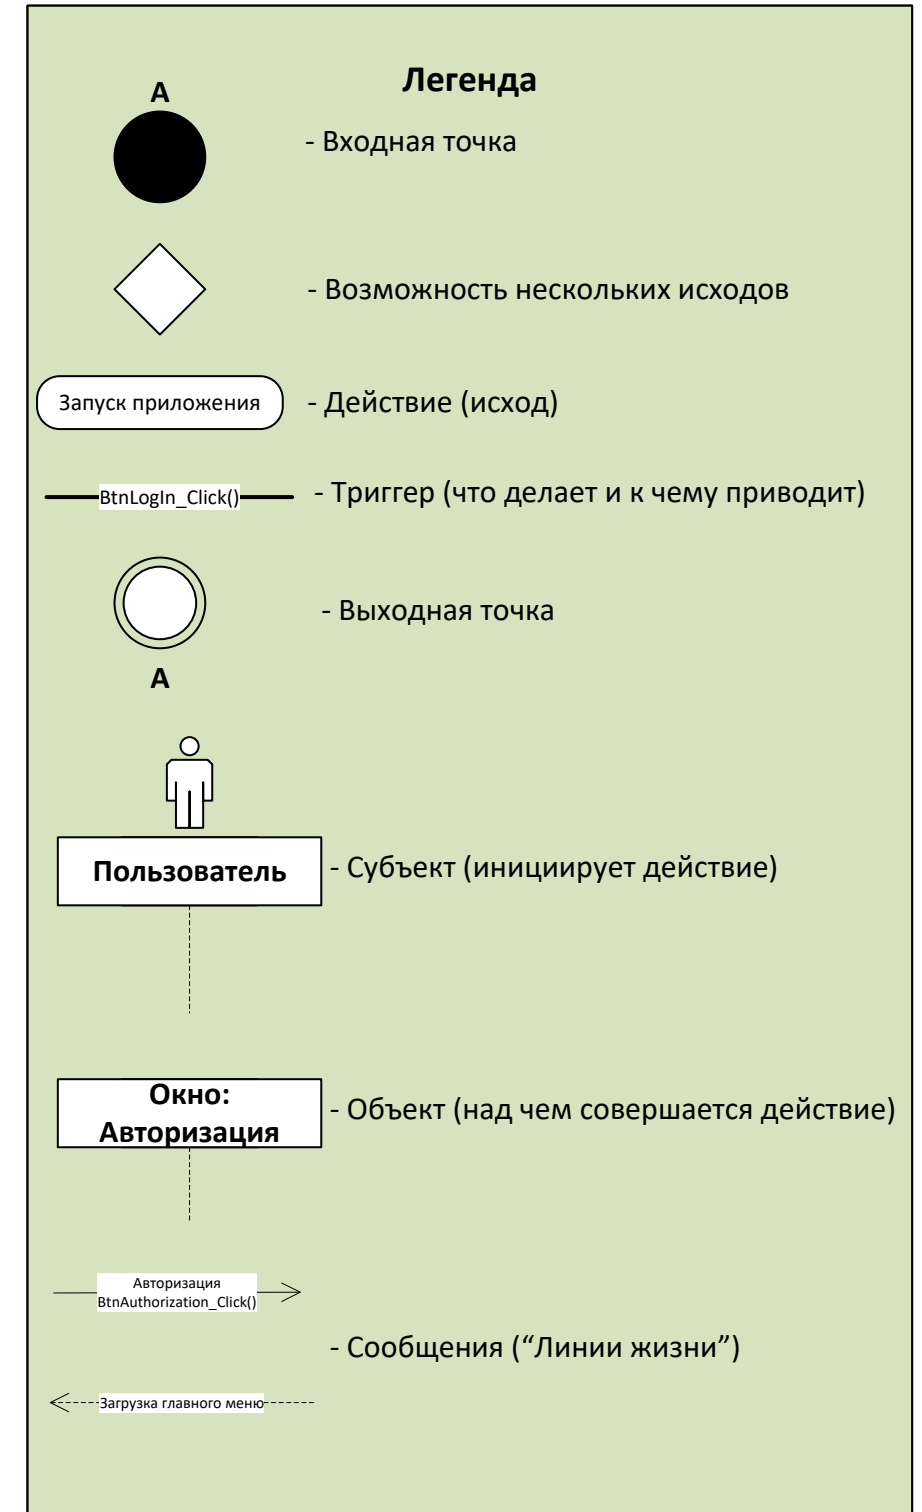 Легенда
А
- Входная точка
- Возможность нескольких исходов
Запуск приложения
- Действие (исход)
BtnLogIn_Click()
- Триггер (что делает и к чему приводит)
- Выходная точка
А
Пользователь
- Субъект (инициирует действие)
Окно:
Авторизация
- Объект (над чем совершается действие)
Авторизация
BtnAuthorization_Click()
- Сообщения (“Линии жизни”)
Загрузка главного меню